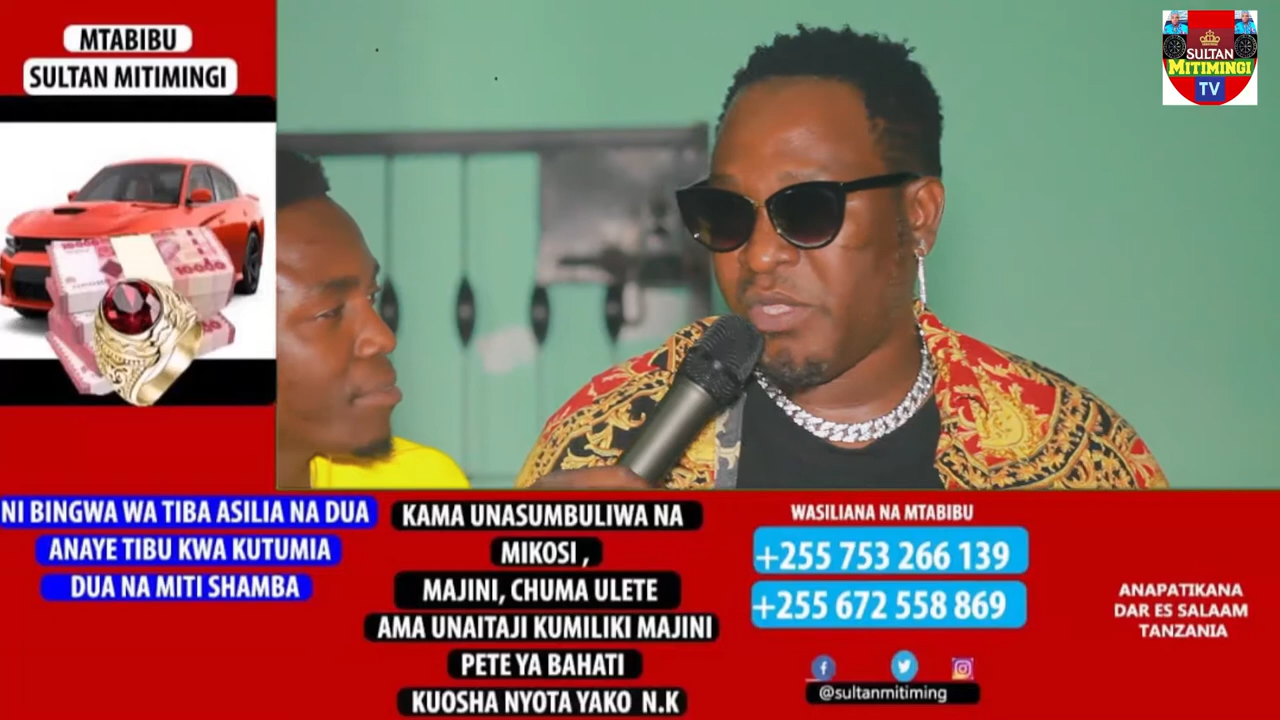 MTABIBU
SULTAN MITIMINGI
SULTAN
MITIMINGI
TV
10000
NI BINGWA WA TIBA ASILIA NA DUA
ANAYE TIBU KWA KUTUMIA
DUA NA MITI SHAMBA
KAMA UNASUMBULIWA NA
MIKOSI ,
MAJINI, CHUMA ULETE
AMA UNAITAJI KUMILIKI MAJINI
PETE YA BAHATI
KUOSHA NYOTA YAKO N.K
WASILIANA NA MTABIBU
+255 753 266 139
+255 672 558 869
@sultanmitiming
ANAPATIKANA
DAR ES SALAAM
TANZANIA